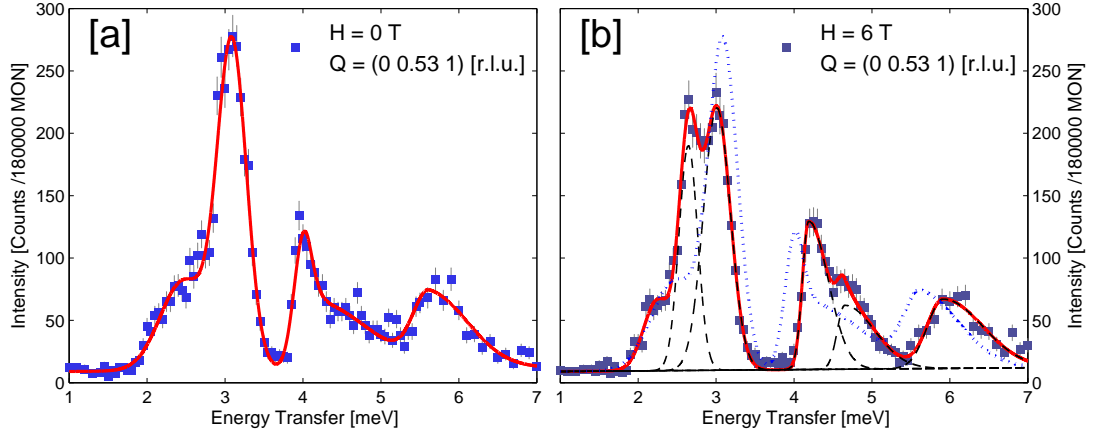 [a]
H = 0 T
Q = (0 0.53 1) [r.l.u.]
Intensity [Counts /180000 MON]
300
250
200
150
100
50
0
1 2 3 4 5 6 7
Energy Transfer [meV]
[b]
H = 6 T
Q = (0 0.53 1) [r.l.u.]
300
250
200
150
100
50
0
Intensity [Counts /180000 MON]
1 2 3 4 5 6 7
Energy Transfer [meV]